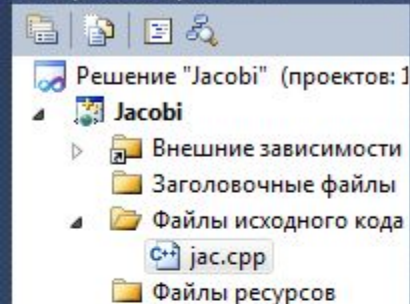 Решение "Jacobi" (проектов: 1
Jacobi
Внешние зависимости
Заголовочные файлы
Файлы исходного кода
jac.cpp
Файлы ресурсов